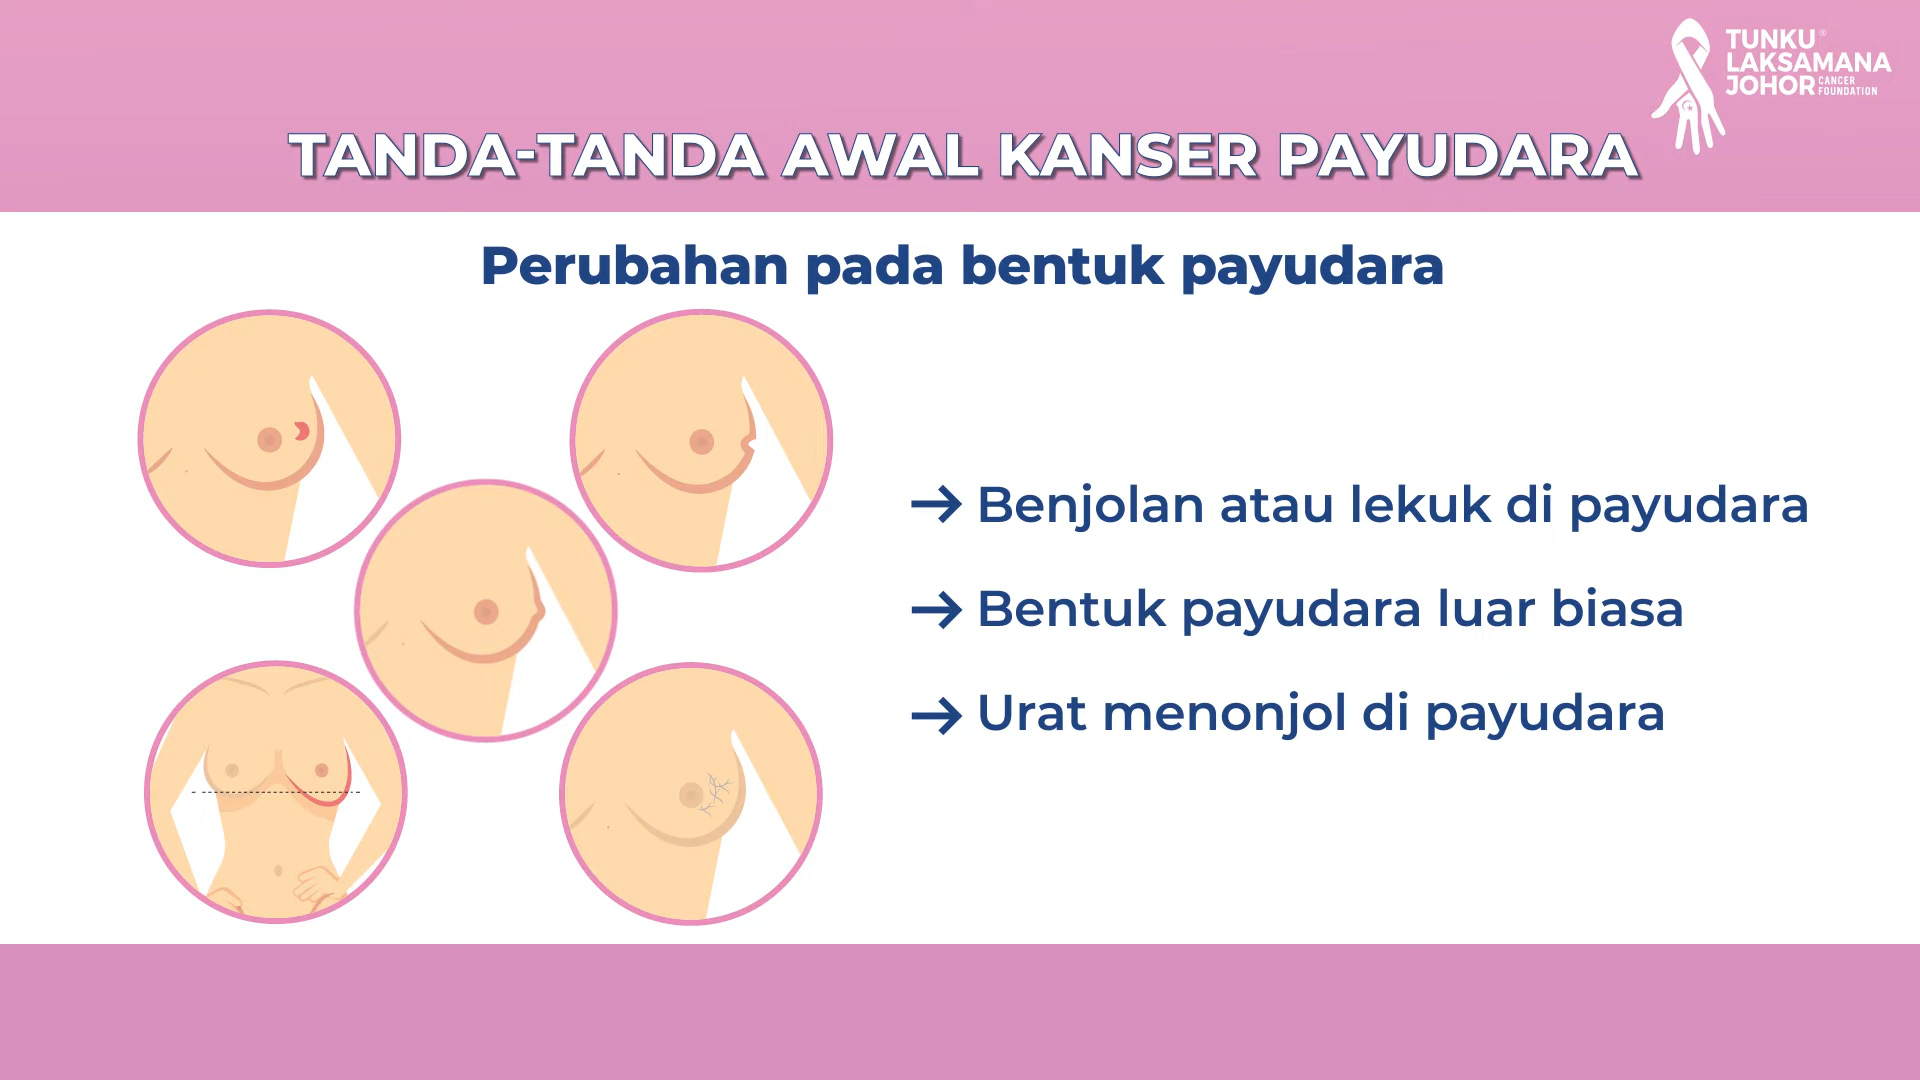 TUNKU®
LAKSAMANA
JOHOR CANCER FOUNDATION
TANDA-TANDA AWAL KANSER PAYUDARA
Perubahan pada bentuk payudara
→ Benjolan atau lekuk di payudara
→ Bentuk payudara luar biasa
→ Urat menonjol di payudara